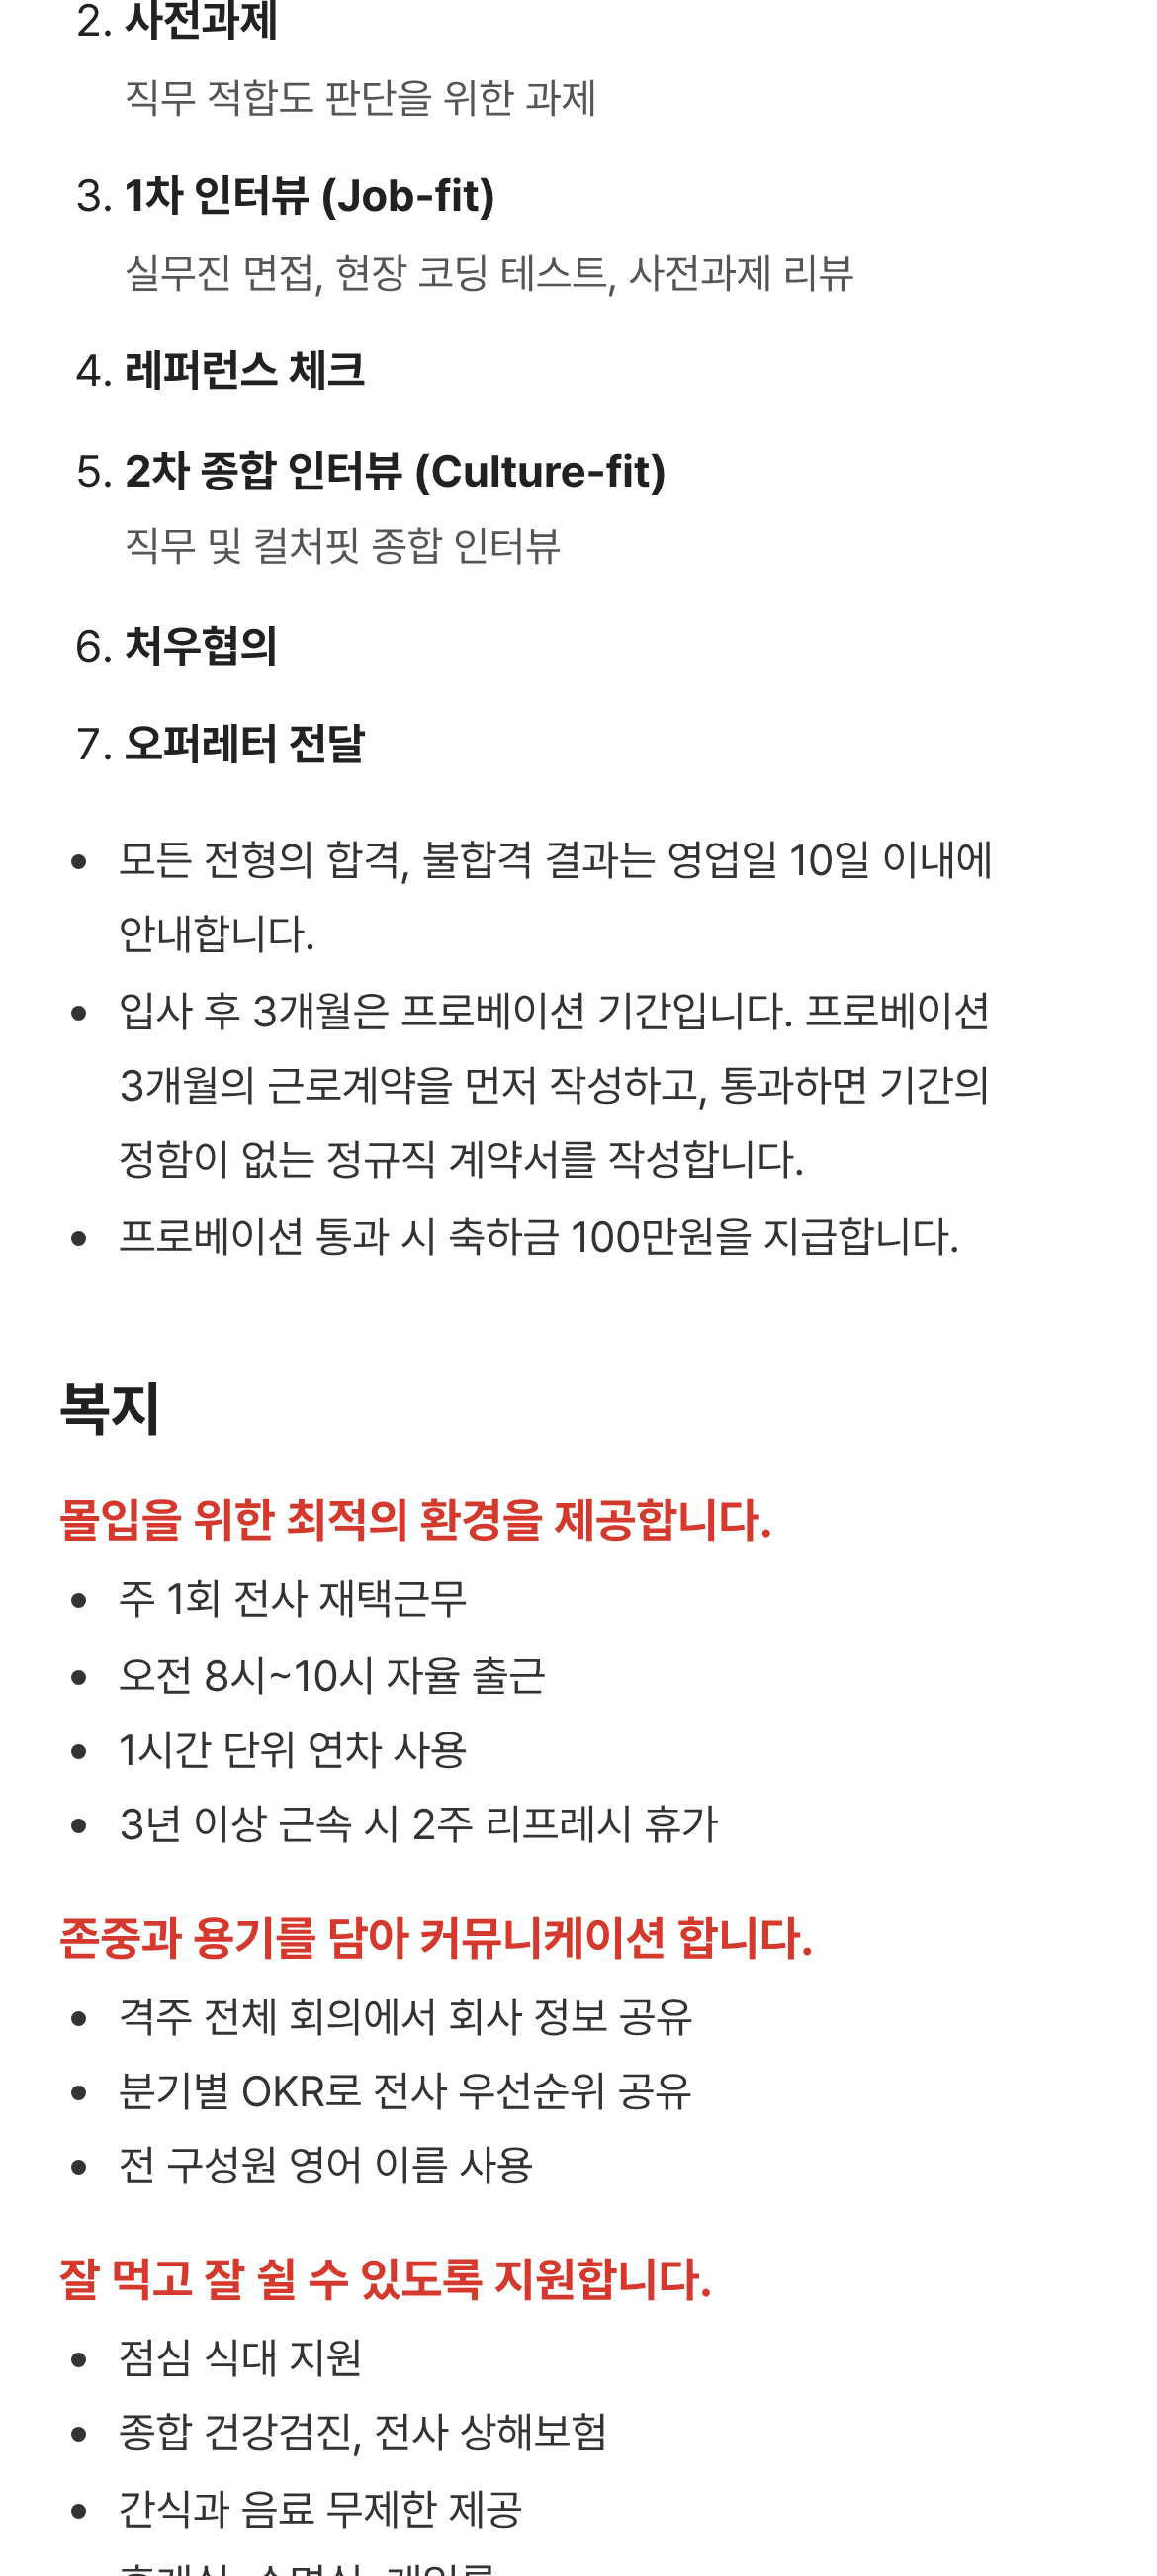 2. 사전과제
직무 적합도 판단을 위한 과제
3. 1차 인터뷰 (Job-fit)
실무진 면접, 현장 코딩 테스트, 사전과제 리뷰
4. 레퍼런스 체크
5. 2차 종합 인터뷰 (Culture-fit)
직무 및 컬처핏 종합 인터뷰
6. 처우협의
7. 오퍼레터 전달
• 모든 전형의 합격, 불합격 결과는 영업일 10일 이내에
안내합니다.
• 입사 후 3개월은 프로베이션 기간입니다. 프로베이션
3개월의 근로계약을 먼저 작성하고, 통과하면 기간의
정함이 없는 정규직 계약서를 작성합니다.
• 프로베이션 통과 시 축하금 100만원을 지급합니다.
복지
몰입을 위한 최적의 환경을 제공합니다.
• 주 1회 전사 재택근무
• 오전 8시~10시 자율 출근
• 1시간 단위 연차 사용
• 3년 이상 근속 시 2주 리프레시 휴가
존중과 용기를 담아 커뮤니케이션 합니다.
• 격주 전체 회의에서 회사 정보 공유
• 분기별 OKR로 전사 우선순위 공유
• 전 구성원 영어 이름 사용
잘 먹고 잘 쉴 수 있도록 지원합니다.
• 점심 식대 지원
• 종합 건강검진, 전사 상해보험
• 간식과 음료 무제한 제공